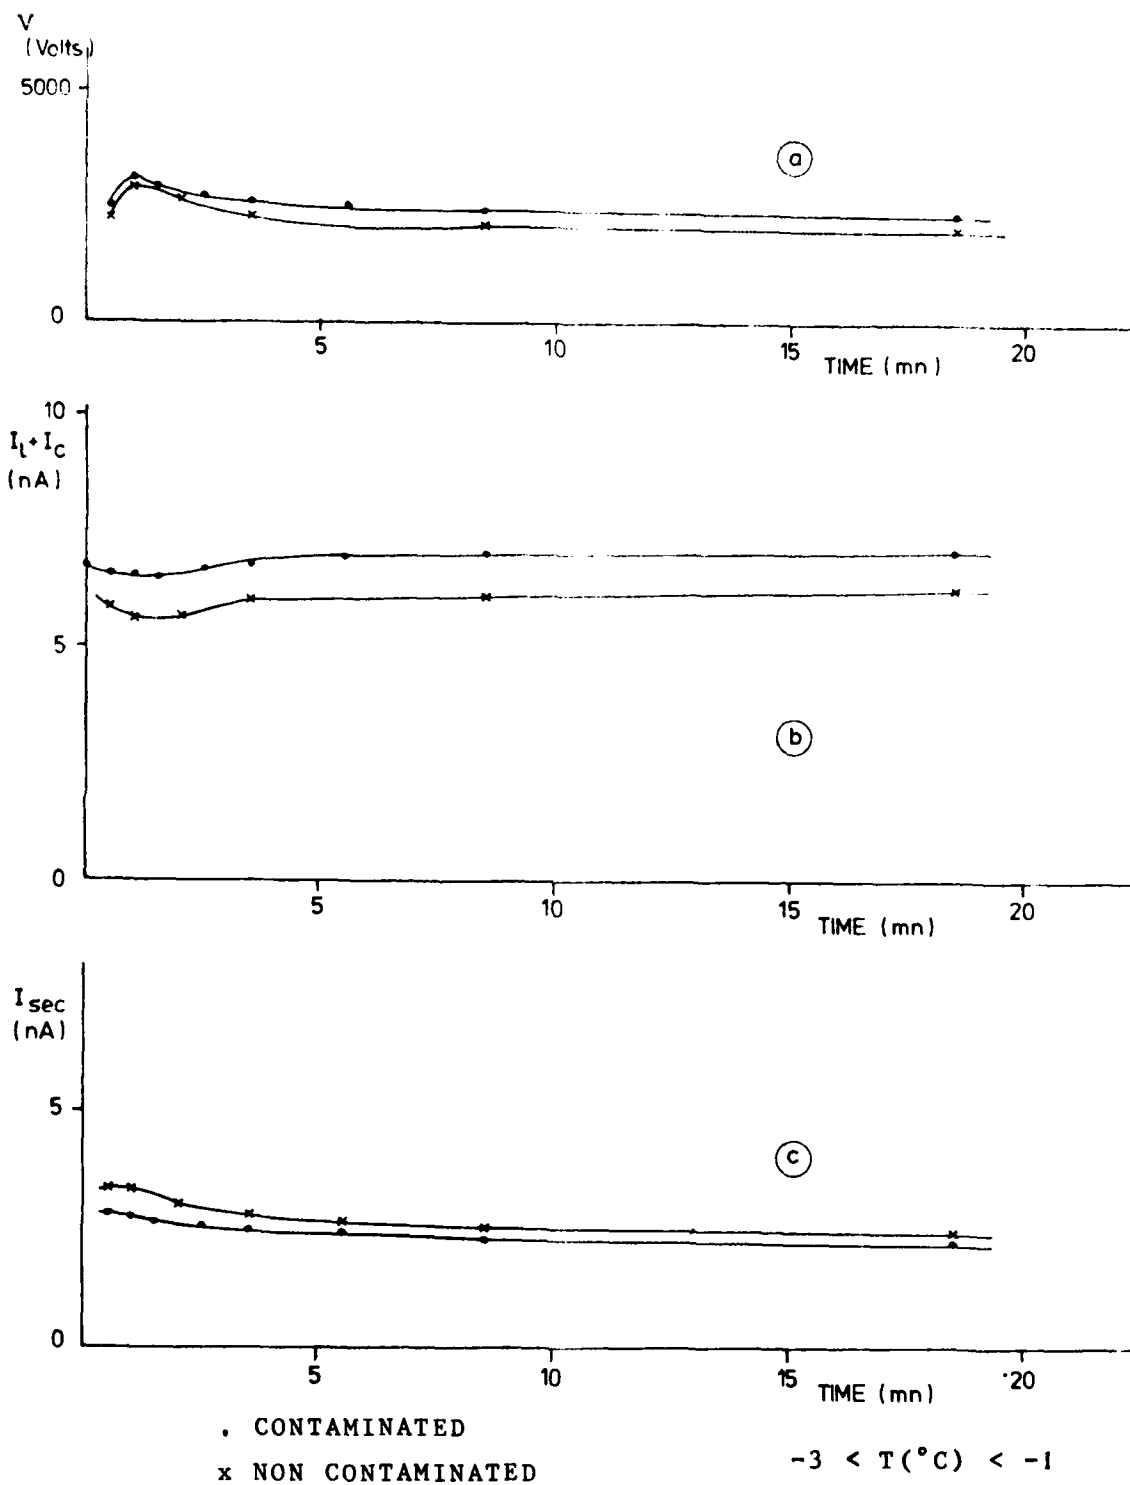 V
(Volts)
5000
a
0
5
10
15
20
TIME (mn)
10
I_l+I_c
(nA)
5
b
0
5
10
15
20
TIME (mn)
I_sec
(nA)
5
c
0
5
10
15
20
TIME (mn)
. CONTAMINATED
x NON CONTAMINATED
-3 < T(°C) < -1